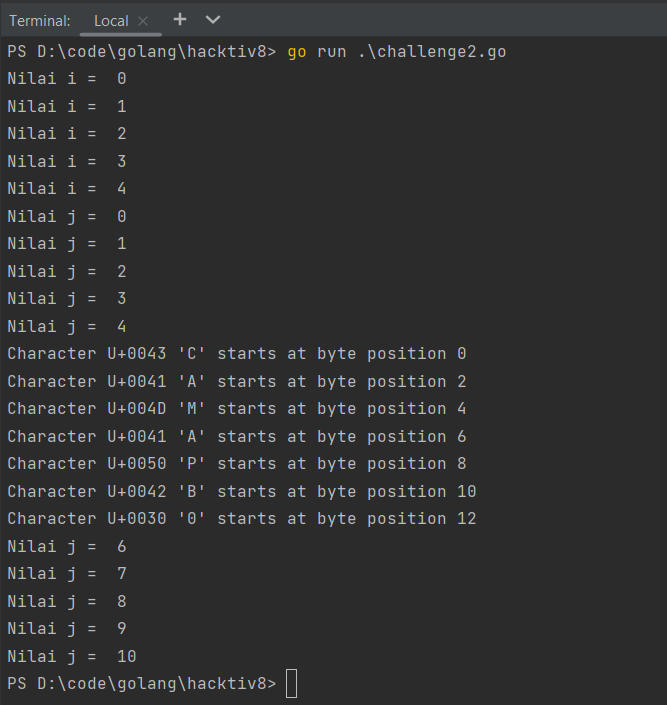 Terminal: Local
PS D:\code\golang\hacktiv8> go run .\challenge2.go
Nilai i =  0
Nilai i =  1
Nilai i =  2
Nilai i =  3
Nilai i =  4
Nilai j =  0
Nilai j =  1
Nilai j =  2
Nilai j =  3
Nilai j =  4
Character U+0043 'C' starts at byte position 0
Character U+0041 'A' starts at byte position 2
Character U+004D 'M' starts at byte position 4
Character U+0041 'A' starts at byte position 6
Character U+0050 'P' starts at byte position 8
Character U+0042 'B' starts at byte position 10
Character U+0030 '0' starts at byte position 12
Nilai j =  6
Nilai j =  7
Nilai j =  8
Nilai j =  9
Nilai j =  10
PS D:\code\golang\hacktiv8>